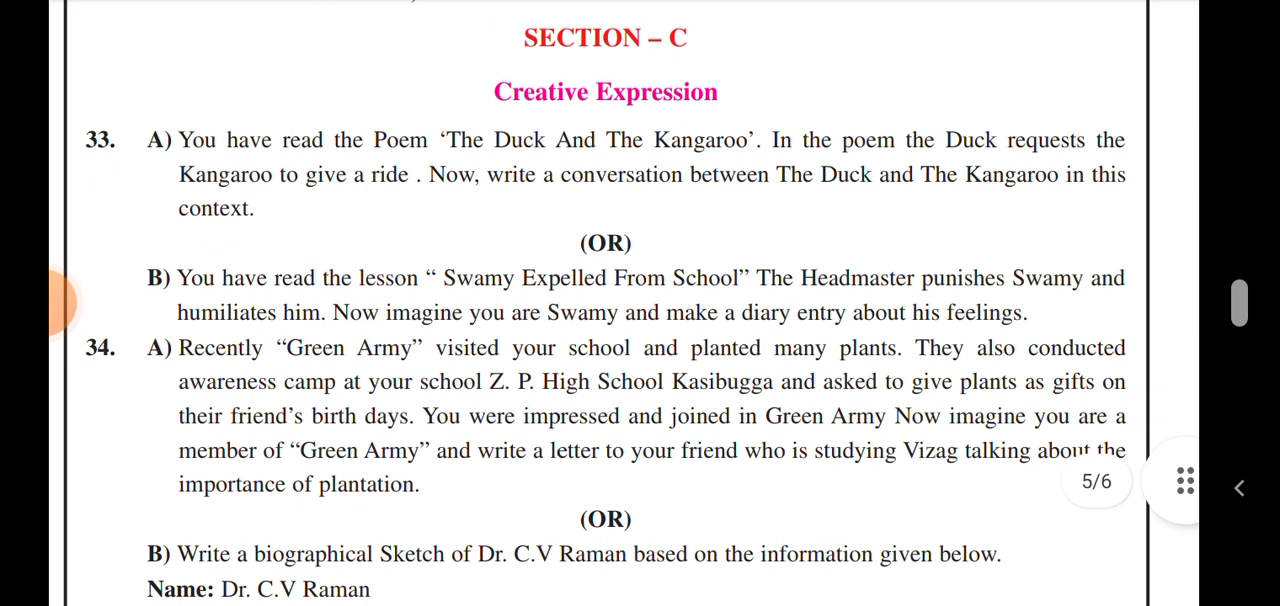 SECTION – C
Creative Expression
33. A) You have read the Poem ‘The Duck And The Kangaroo’. In the poem the Duck requests the
Kangaroo to give a ride . Now, write a conversation between The Duck and The Kangaroo in this
context.
(OR)
B) You have read the lesson “ Swamy Expelled From School” The Headmaster punishes Swamy and
humiliates him. Now imagine you are Swamy and make a diary entry about his feelings.
34. A) Recently “Green Army” visited your school and planted many plants. They also conducted
awareness camp at your school Z. P. High School Kasibugga and asked to give plants as gifts on
their friend’s birth days. You were impressed and joined in Green Army Now imagine you are a
member of “Green Army” and write a letter to your friend who is studying Vizag talking about the
importance of plantation.
5/6
(OR)
B) Write a biographical Sketch of Dr. C.V Raman based on the information given below.
Name: Dr. C.V Raman